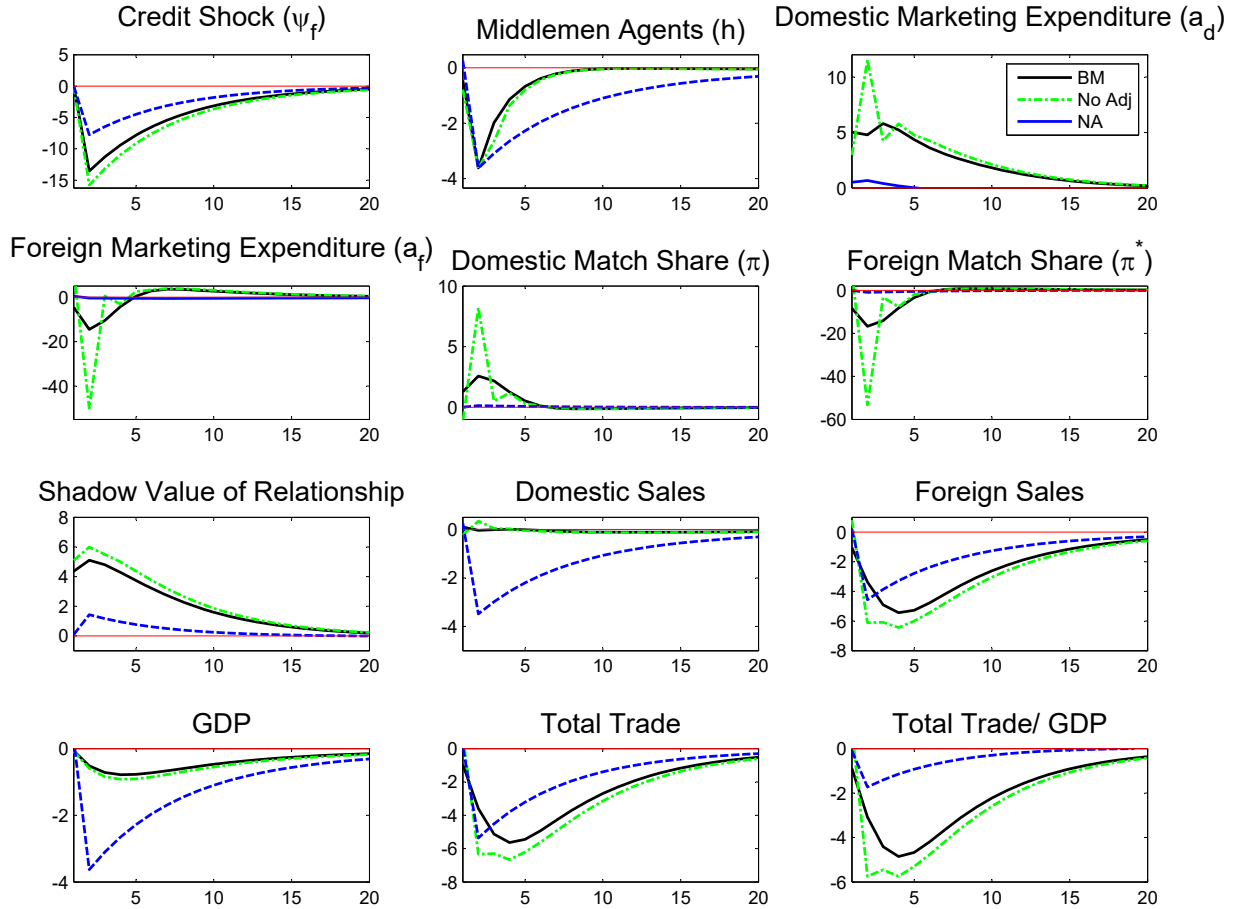 Credit Shock (ψf)
5
0
-5
-10
-15
5 10 15 20
Middlemen Agents (h)
0
-2
-4
5 10 15 20
Domestic Marketing Expenditure (ad)
10
5
0
5 10 15 20
BM
No Adj
NA
Foreign Marketing Expenditure (af)
0
-20
-40
5 10 15 20
Domestic Match Share (π)
10
5
0
5 10 15 20
Foreign Match Share (π*)
0
-20
-40
-60
5 10 15 20
Shadow Value of Relationship
8
6
4
2
0
5 10 15 20
Domestic Sales
0
-2
-4
5 10 15 20
Foreign Sales
0
-2
-4
-6
-8
5 10 15 20
GDP
0
-2
-4
5 10 15 20
Total Trade
0
-2
-4
-6
-8
5 10 15 20
Total Trade/ GDP
0
-2
-4
-6
5 10 15 20